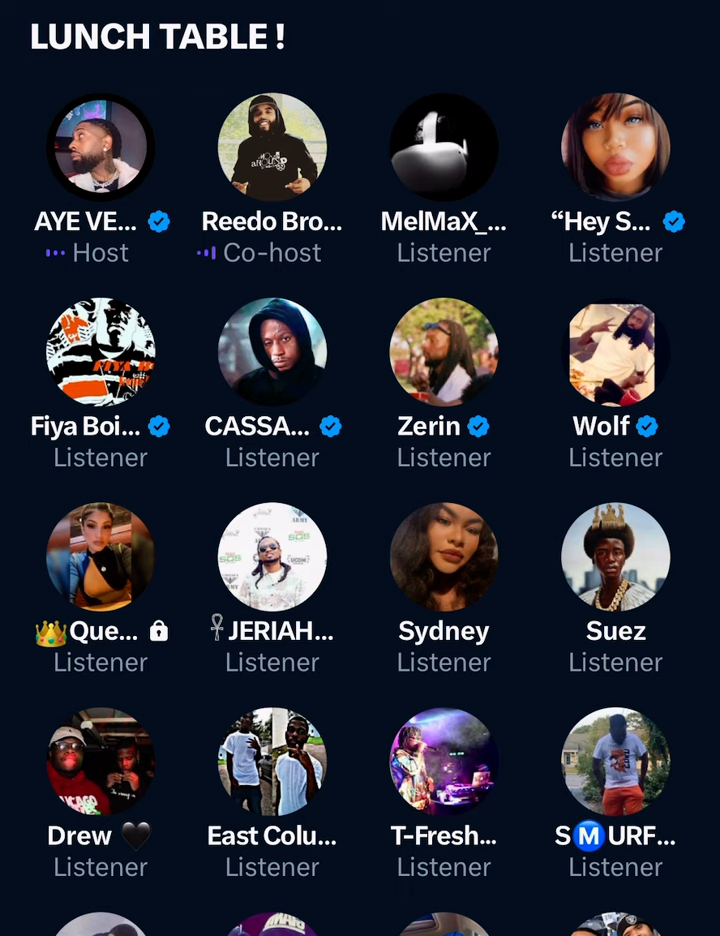 LUNCH TABLE !
AYE VE... Reedo Bro... MelMaX_... “Hey S...
Host Co-host Listener Listener
Fiya Boi... CASSA... Zerin Wolf
Listener Listener Listener Listener
👑Que... 🔒 ☥JERIAH... Sydney Suez
Listener Listener Listener Listener
Drew 🖤 East Colu... T-Fresh... SⓂ️URF...
Listener Listener Listener Listener